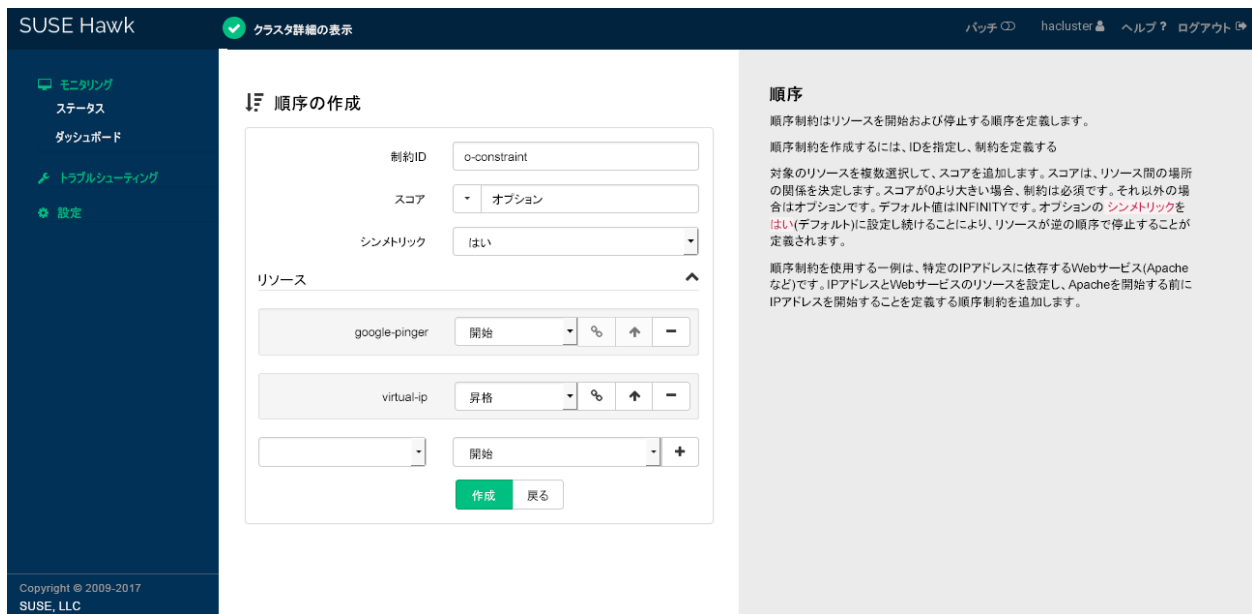 SUSE Hawk
クラスタ詳細の表示
バッチ
hacluster
ヘルプ ?
ログアウト
モニタリング
ステータス
ダッシュボード
トラブルシューティング
設定
順序の作成
制約ID
o-constraint
スコア
オプション
シンメトリック
はい
リソース
google-pinger
開始
virtual-ip
昇格
開始
作成
戻る
順序
順序制約はリソースを開始および停止する順序を定義します。
順序制約を作成するには、IDを指定し、制約を定義する
対象のリソースを複数選択して、スコアを追加します。スコアは、リソース間の場所
の関係を決定します。スコアが0より大きい場合、制約は必須です。それ以外の場
合はオプションです。デフォルト値はINFINITYです。オプションの シンメトリックを
はい(デフォルト)に設定し続けることにより、リソースが逆の順序で停止することが
定義されます。
順序制約を使用する一例は、特定のIPアドレスに依存するWebサービス(Apache
など)です。IPアドレスとWebサービスのリソースを設定し、Apacheを開始する前に
IPアドレスを開始することを定義する順序制約を追加します。
Copyright © 2009-2017
SUSE, LLC